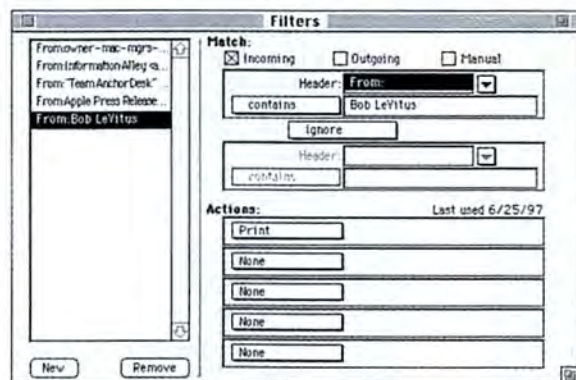 Filters
From:owner-mac-mgrs-...
From:InformationAlley <a...
From:"TeamAnchorDesk" ...
From:Apple Press Release...
From:Bob LeVitus
New
Remove
Match:
Incoming
Outgoing
Manual
Header:
From:
contains
Bob LeVitus
Ignore
Header:
contains
Actions:
Last used 6/25/97
Print
None
None
None
None